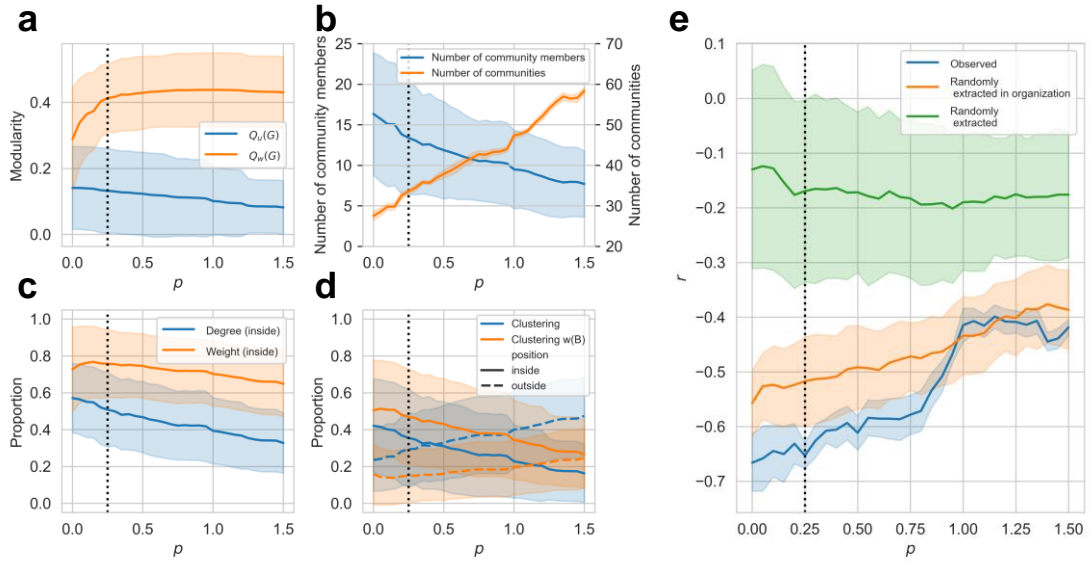 a
Modularity
0.4
0.2
0.0
Q_u(G)
Q_w(G)
0.0
0.5
1.0
1.5
p
b
Number of community members
25
20
15
10
5
0
Number of community members
Number of communities
70
60
50
40
30
20
Number of communities
0.0
0.5
1.0
1.5
p
c
Proportion
1.0
0.8
0.6
0.4
0.2
0.0
Degree (inside)
Weight (inside)
0.0
0.5
1.0
1.5
p
d
Proportion
1.0
0.8
0.6
0.4
0.2
0.0
Clustering
Clustering w(B)
position
inside
outside
0.0
0.5
1.0
1.5
p
e
r
0.1
0.0
−0.1
−0.2
−0.3
−0.4
−0.5
−0.6
−0.7
Observed
Randomly
extracted in organization
Randomly
extracted
0.00
0.25
0.50
0.75
1.00
1.25
1.50
p